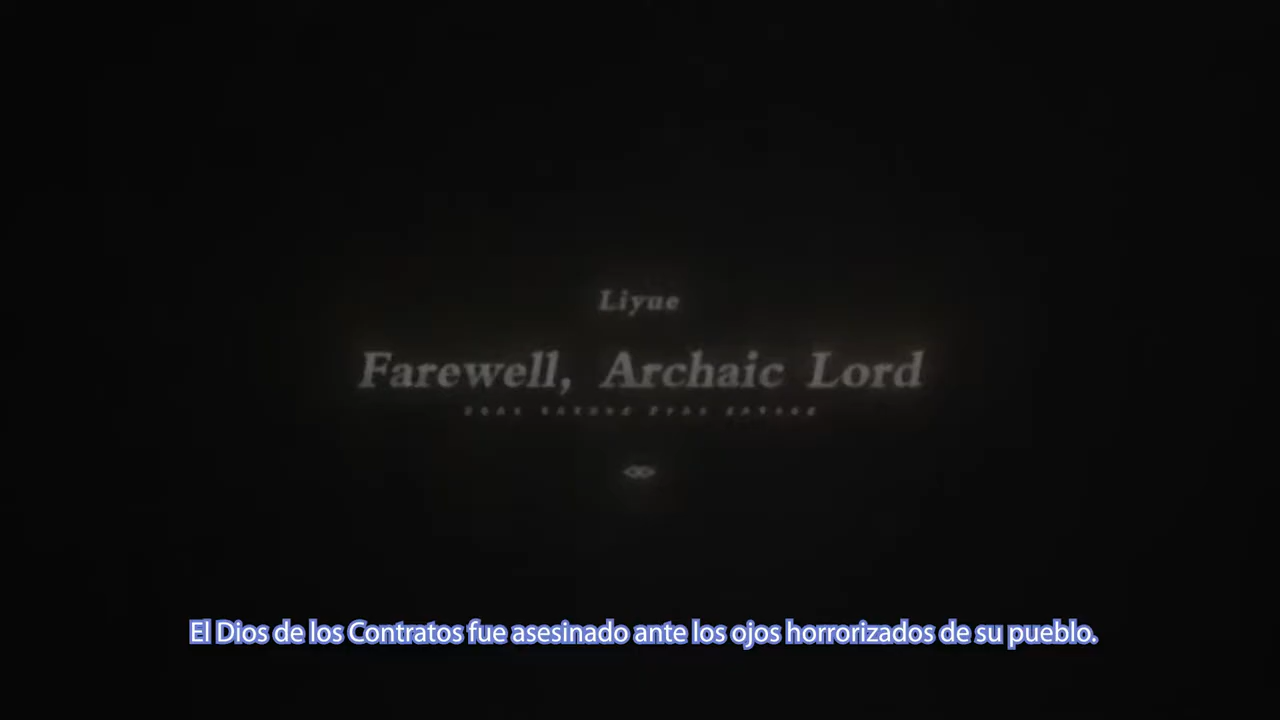 Liyue
Farewell, Archaic Lord
El Dios de los Contratos fue asesinado ante los ojos horrorizados de su pueblo.